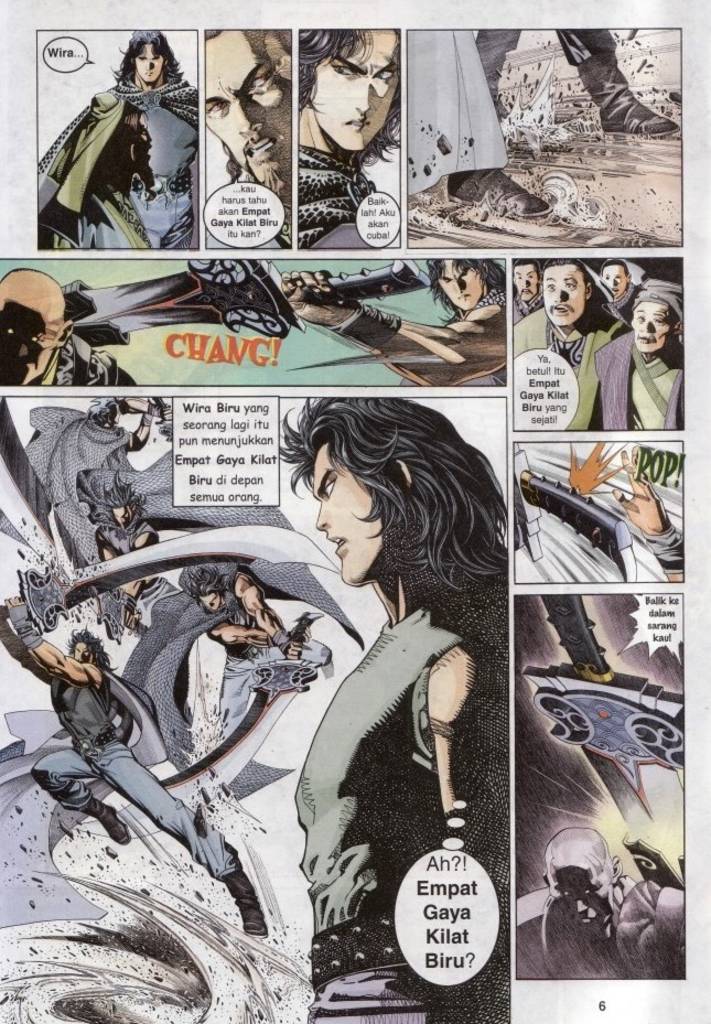 Wira...
...kau
harus tahu
akan Empat
Gaya Kilat Biru
itu kan?
Baik-
lah! Aku
akan
cuba!
CHANG!
Ya,
betul! Itu
Empat
Gaya Kilat
Biru yang
sejati!
Wira Biru yang
seorang lagi itu
pun menunjukkan
Empat Gaya Kilat
Biru di depan
semua orang.
POP!
Balik ke
dalam
sarang
kau!
Ah?!
Empat
Gaya
Kilat
Biru?
6